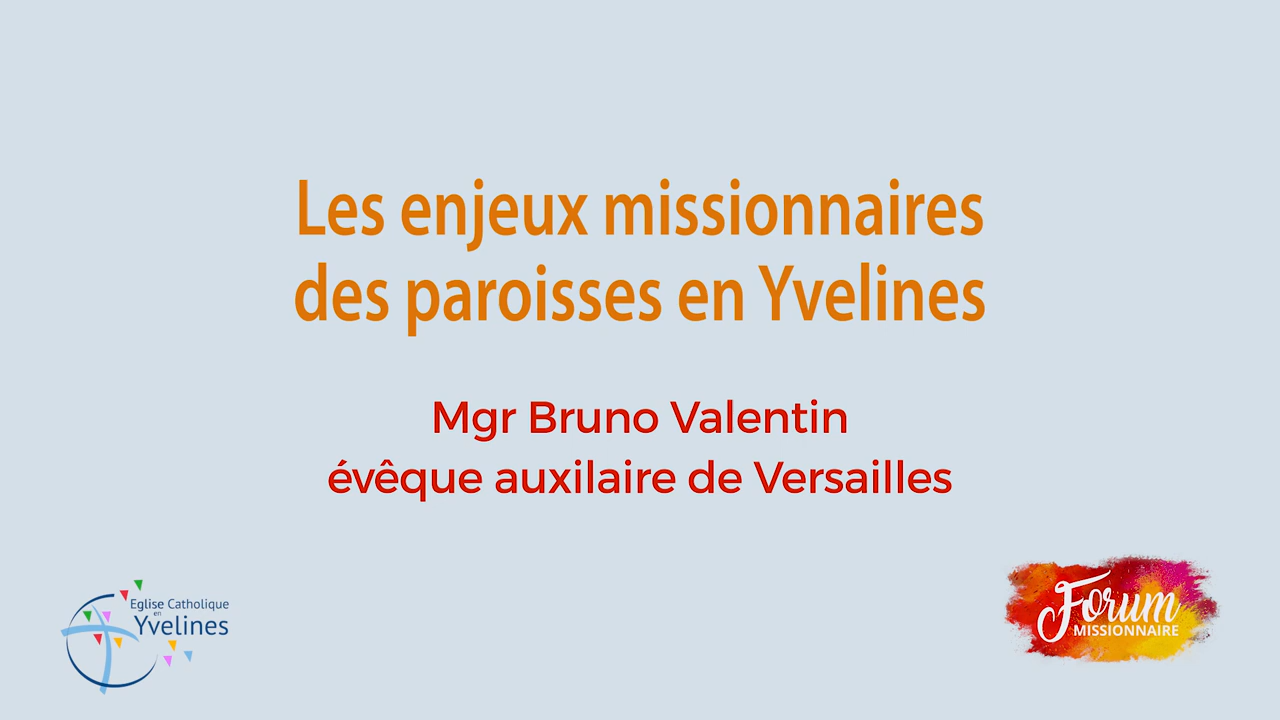 Les enjeux missionnaires
des paroisses en Yvelines
Mgr Bruno Valentin
évêque auxilaire de Versailles
Eglise Catholique
en
Yvelines
Forum
MISSIONNAIRE